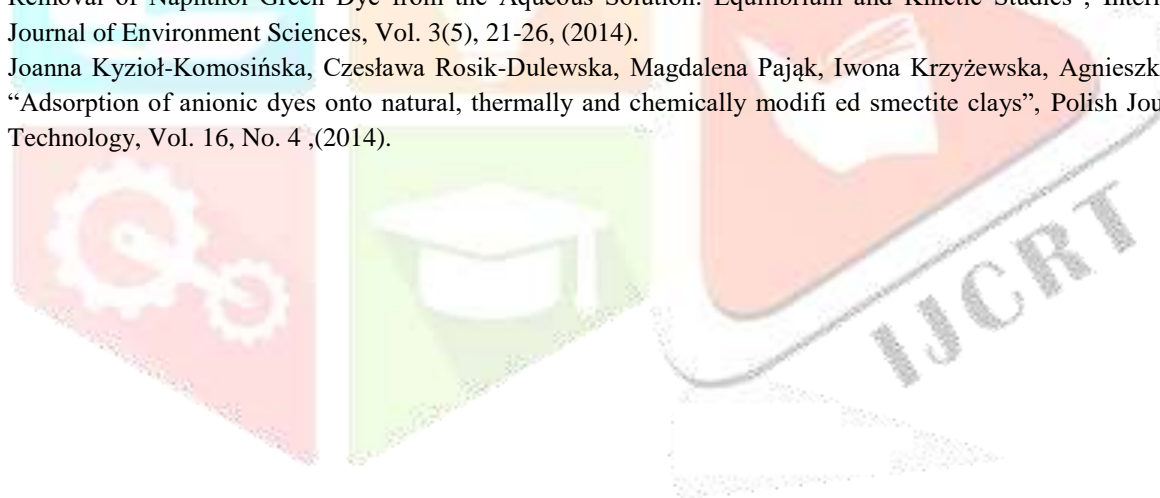 Removal of Naphthol Green Dye from the Aqueous Solution: Equilibrium and Kinetic Studies", Intern
Journal of Environment Sciences, Vol. 3(5), 21-26, (2014).
Joanna Kyzioł-Komosińska, Czesława Rosik-Dulewska, Magdalena Pająk, Iwona Krzyżewska, Agnieszk
“Adsorption of anionic dyes onto natural, thermally and chemically modifi ed smectite clays”, Polish Jou
Technology, Vol. 16, No. 4 ,(2014).
IJCRT